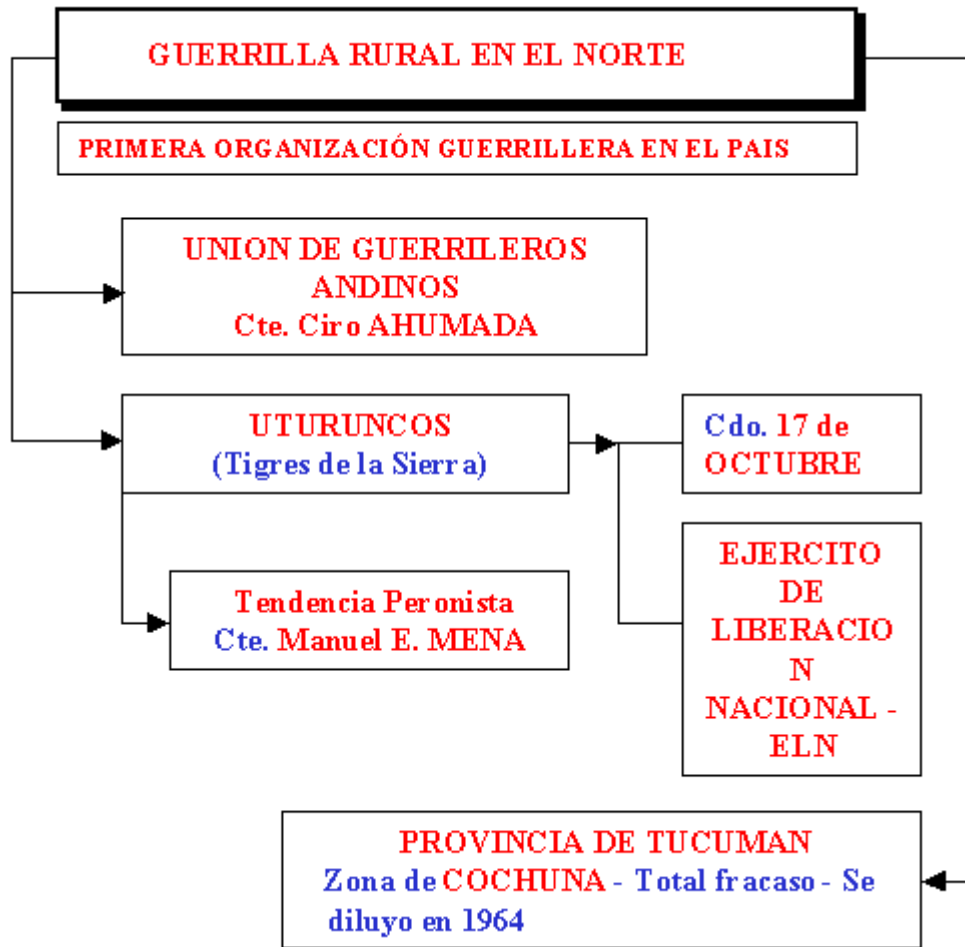 GUERRILLA RURAL EN EL NORTE
PRIMERA ORGANIZACIÓN GUERRILLERA EN EL PAIS
UNION DE GUERRILEROS
ANDINOS
Cte. Ciro AHUMADA
UTURUNCOS
(Tigres de la Sierra)
Cdo. 17 de
OCTUBRE
Tendencia Peronista
Cte. Manuel E. MENA
EJERCITO
DE
LIBERACIO
N
NACIONAL -
ELN
PROVINCIA DE TUCUMAN
Zona de COCHUNA - Total fracaso - Se
diluyo en 1964